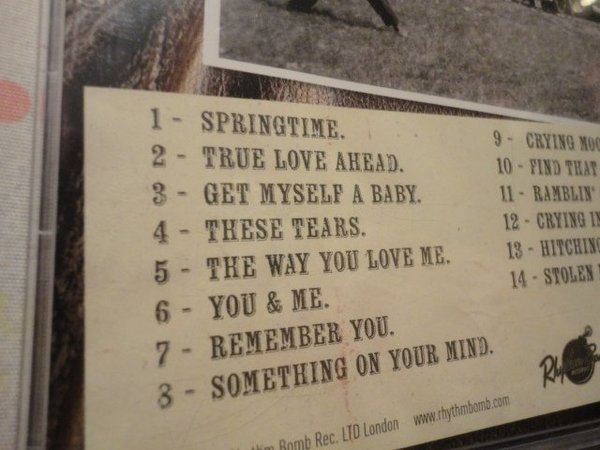 1 - SPRINGTIME.
2 - TRUE LOVE AHEAD.
3 - GET MYSELF A BABY.
4 - THESE TEARS.
5 - THE WAY YOU LOVE ME.
6 - YOU & ME.
7 - REMEMBER YOU.
8 - SOMETHING ON YOUR MIND.
9 - CRYING
10 - FIND THAT
11 - RAMBLIN'
12 - CRYING
13 -
14 - STOLEN
Bomb Rec. LTD London www.rhythmbomb.com